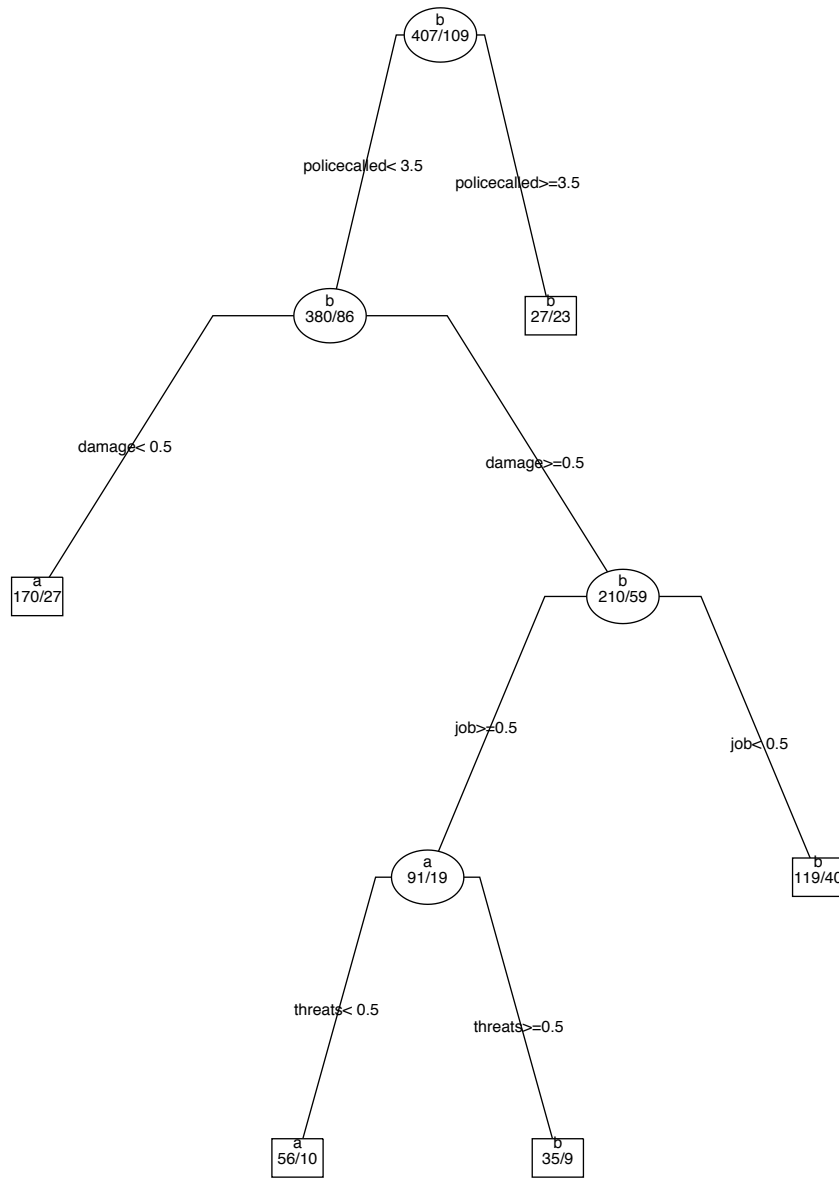 b
407/109
policecalled< 3.5
policecalled>=3.5
b
380/86
b
27/23
damage< 0.5
damage>=0.5
a
170/27
b
210/59
job>=0.5
job< 0.5
a
91/19
b
119/40
threats< 0.5
threats>=0.5
a
56/10
b
35/9